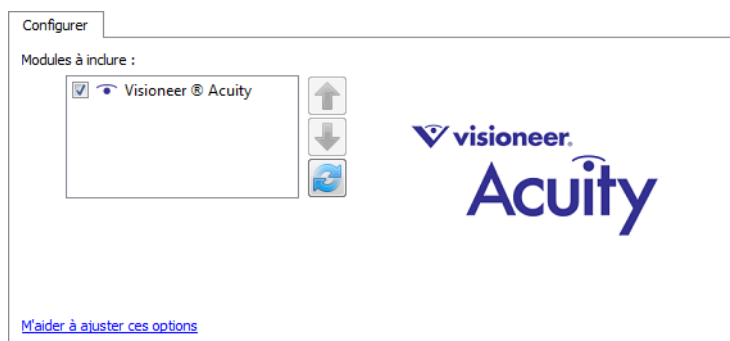 Configurer
Modules à inclure :
Visioneer ® Acuity
visioneer.
Acuity
M'aider à ajuster ces options